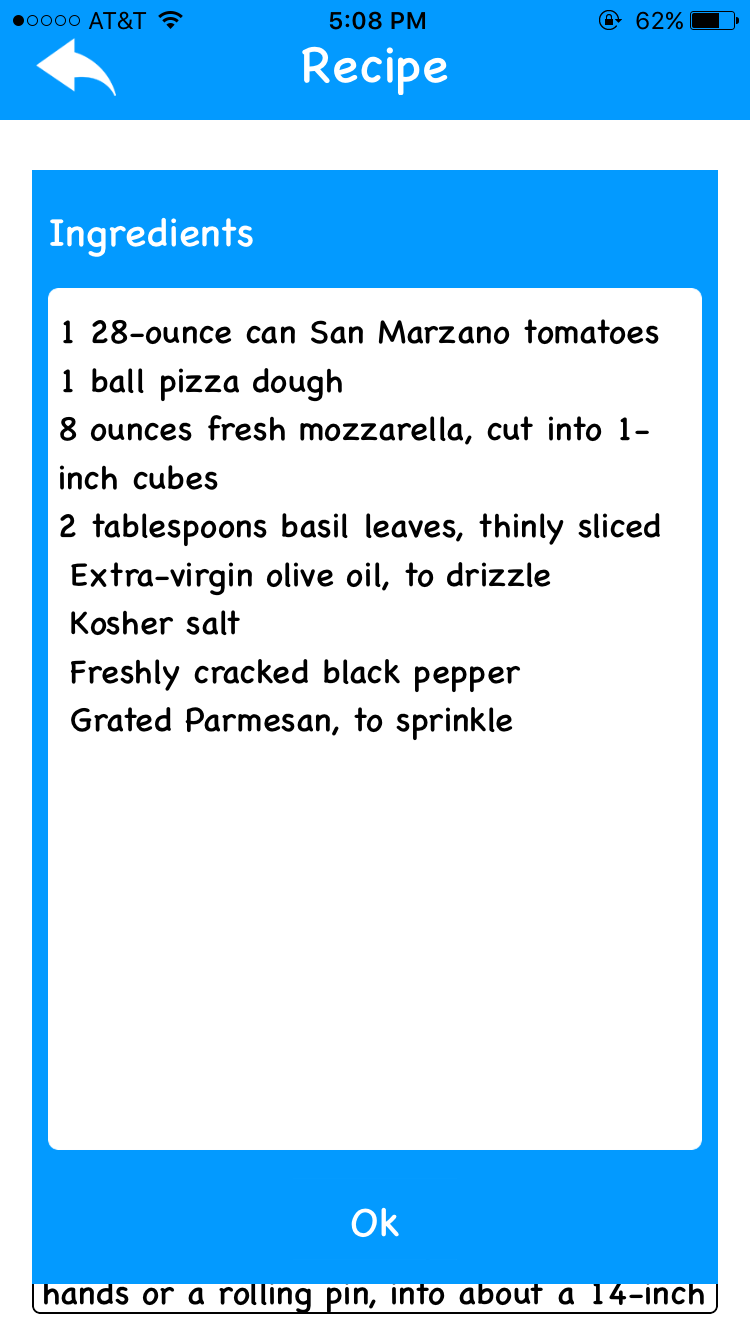 AT&T 5:08 PM 62%
Recipe
Ingredients
1 28-ounce can San Marzano tomatoes
1 ball pizza dough
8 ounces fresh mozzarella, cut into 1-
inch cubes
2 tablespoons basil leaves, thinly sliced
Extra-virgin olive oil, to drizzle
Kosher salt
Freshly cracked black pepper
Grated Parmesan, to sprinkle
Ok
hands or a rolling pin, into about a 14-inch